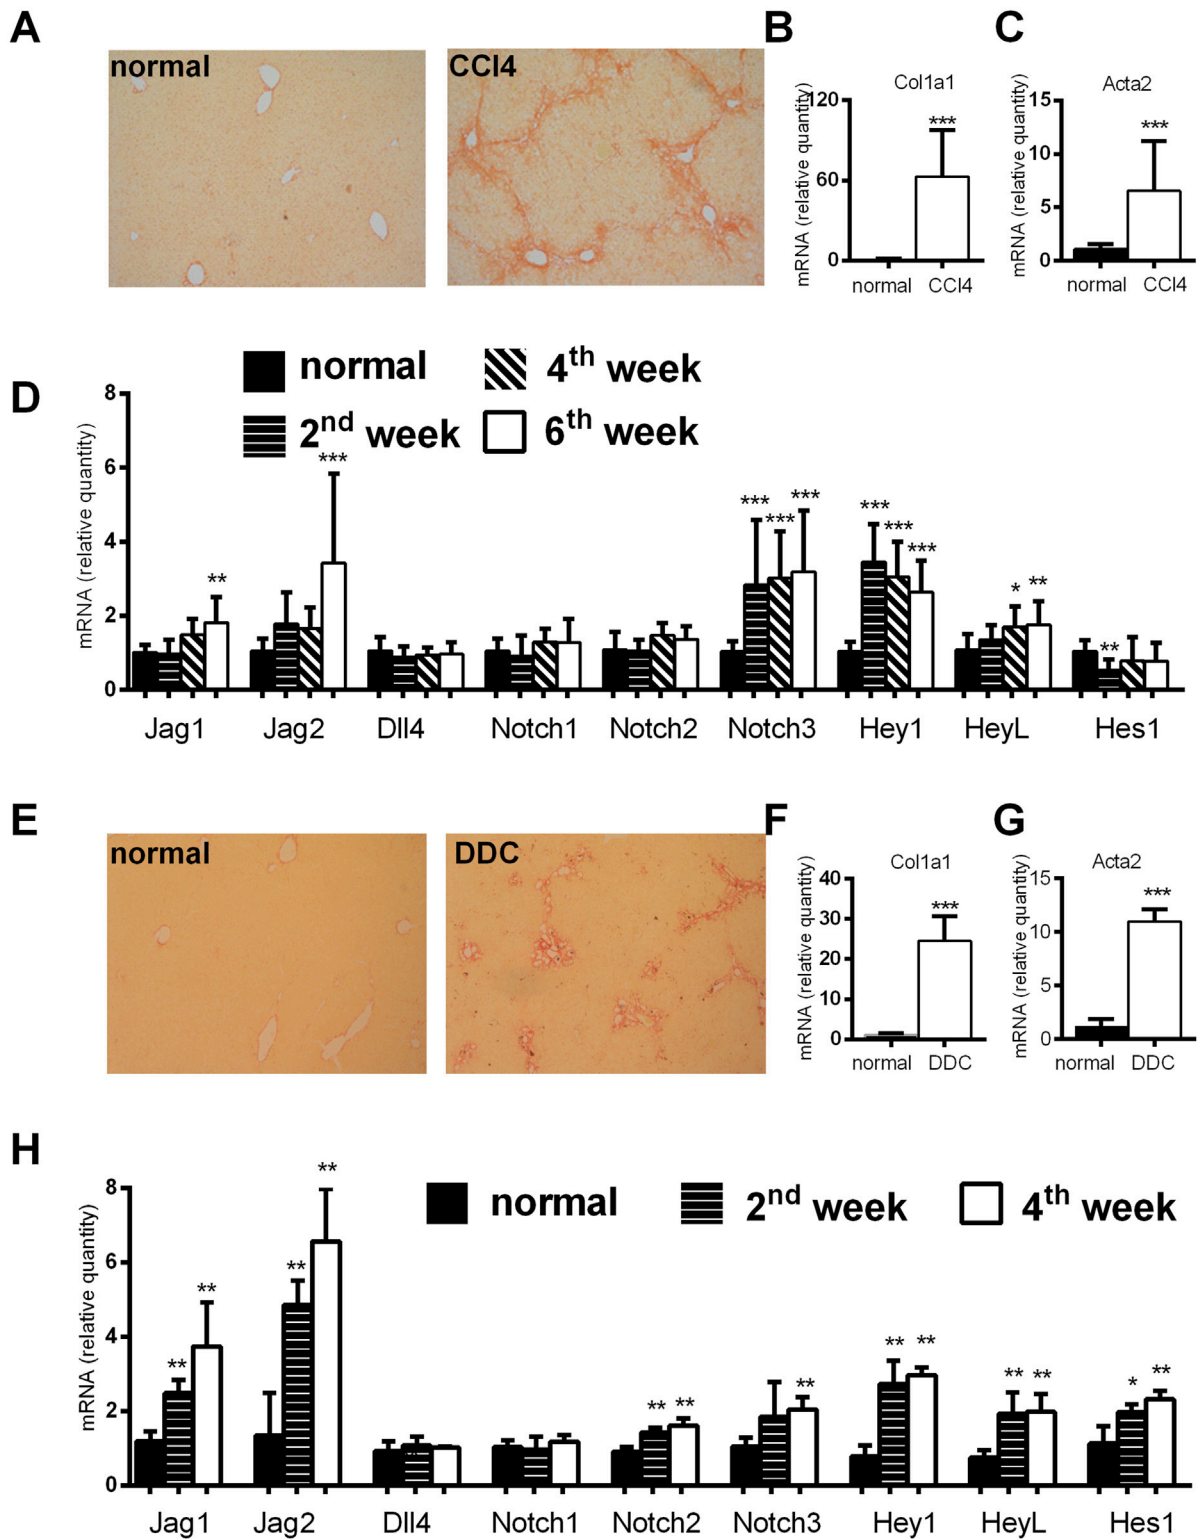 A
B
C
normal
CCl4
mRNA (relative quantity)
Col1a1
120
60
0
***
normal
CCl4
mRNA (relative quantity)
Acta2
15
10
5
0
***
normal
CCl4
D
normal
4th week
2nd week
6th week
mRNA (relative quantity)
8
6
4
2
0
**
***
*** *** ***
*** *** ***
* **
**
Jag1 Jag2 Dll4 Notch1 Notch2 Notch3 Hey1 HeyL Hes1
E
F
G
normal
DDC
mRNA (relative quantity)
Col1a1
40
30
20
10
0
***
normal
DDC
mRNA (relative quantity)
Acta2
15
10
5
0
***
normal
DDC
H
normal
2nd week
4th week
mRNA (relative quantity)
8
6
4
2
0
** **
** **
** **
**
** **
** **
* **
Jag1 Jag2 Dll4 Notch1 Notch2 Notch3 Hey1 HeyL Hes1